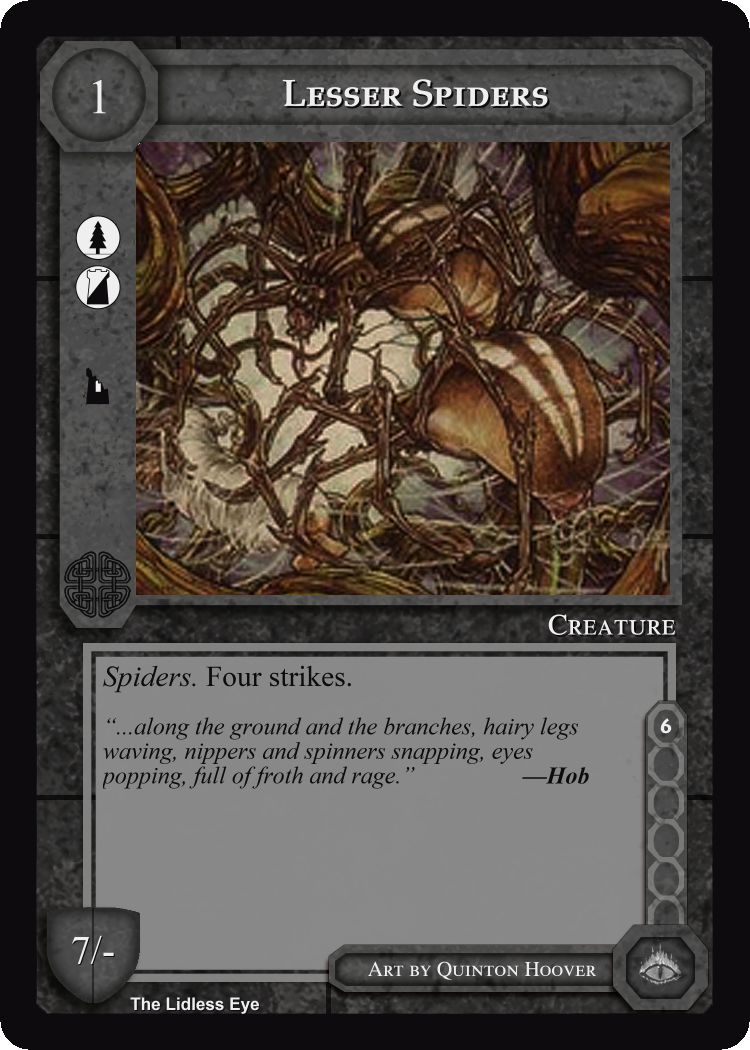 1
LESSER SPIDERS
CREATURE
Spiders. Four strikes.
“...along the ground and the branches, hairy legs
waving, nippers and spinners snapping, eyes
popping, full of froth and rage.” —Hob
6
7/-
ART BY QUINTON HOOVER
The Lidless Eye